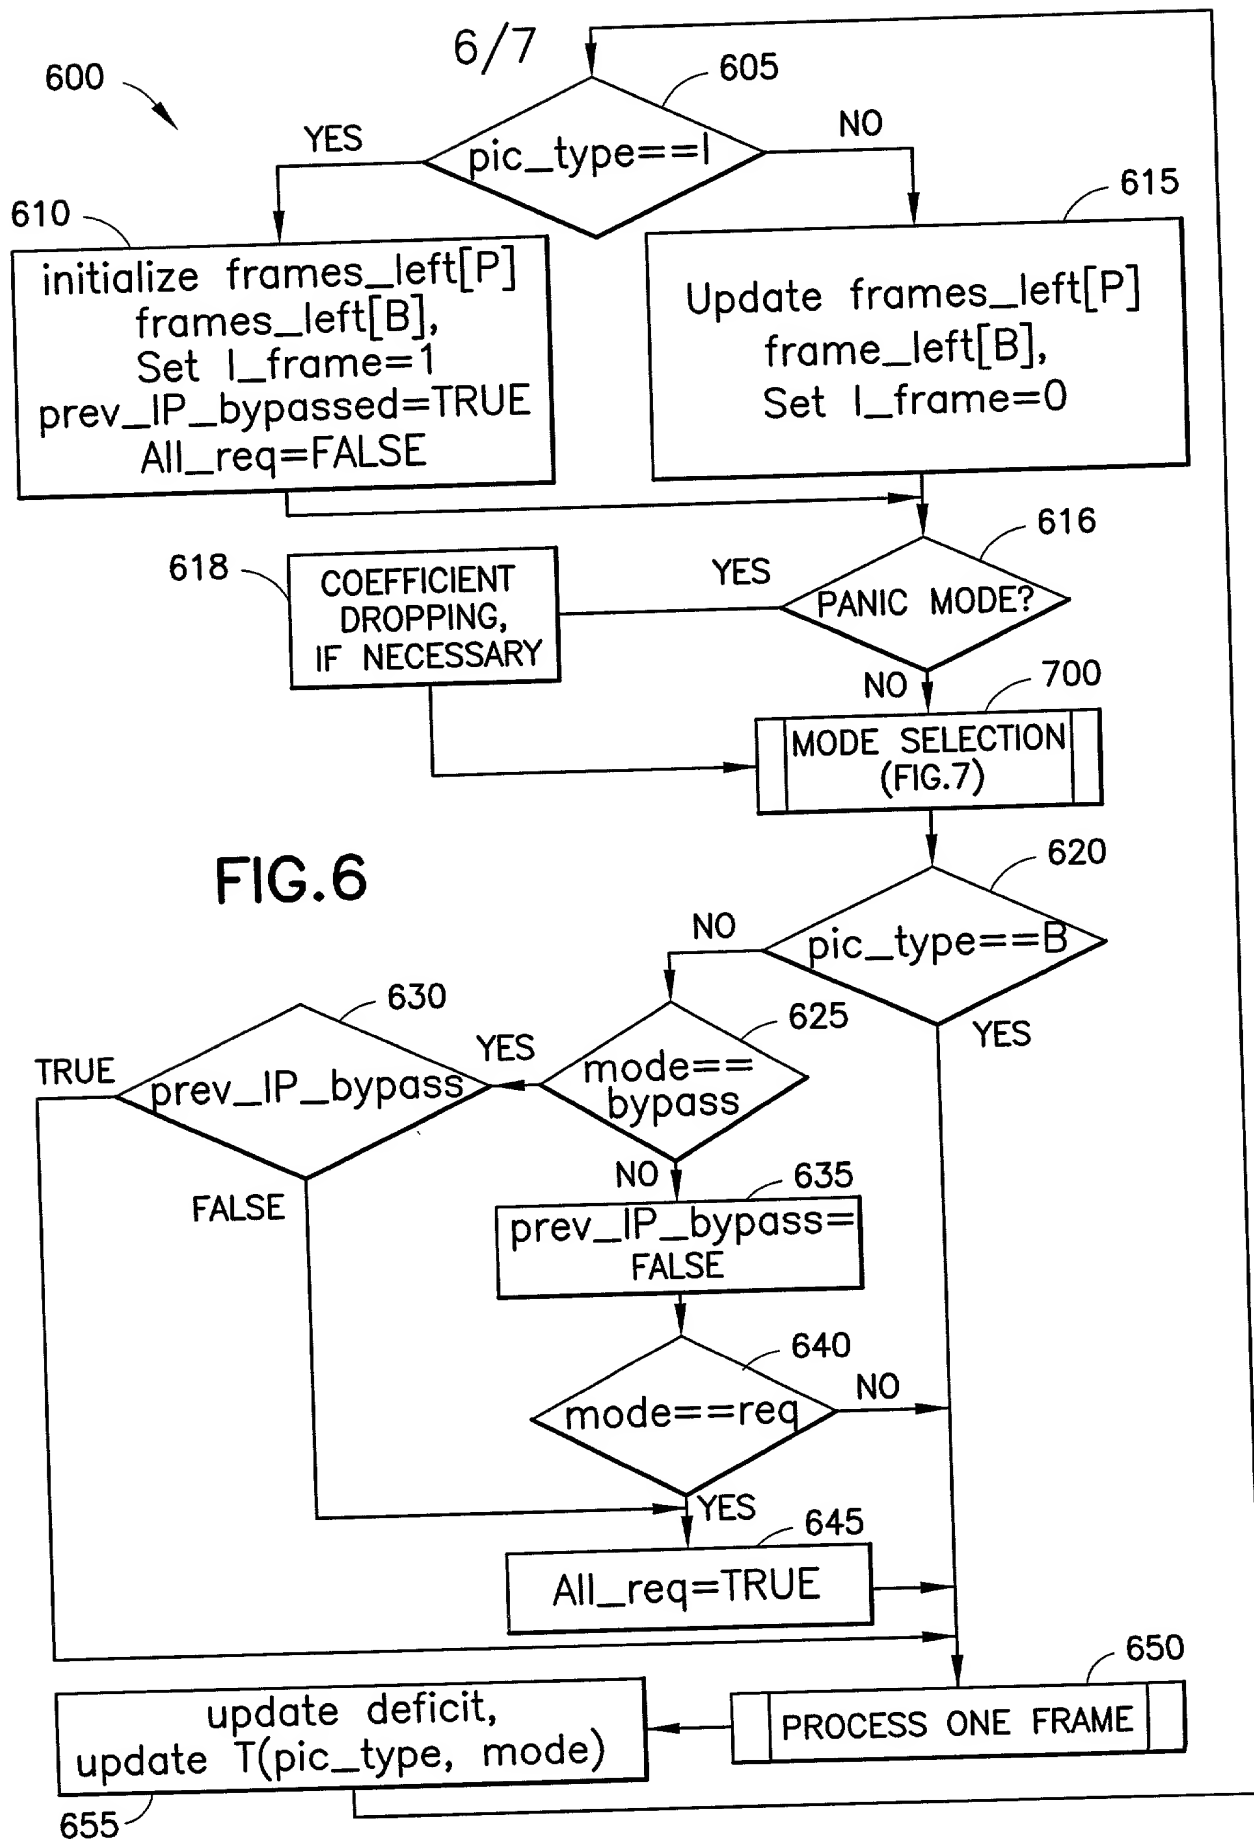 6/7
600
605
pic_type==I
YES
NO
610
615
initialize frames_left[P]
frames_left[B],
Set I_frame=1
prev_IP_bypassed=TRUE
All_req=FALSE
Update frames_left[P]
frame_left[B],
Set I_frame=0
616
618
YES
COEFFICIENT
DROPPING,
IF NECESSARY
PANIC MODE?
NO
700
MODE SELECTION
(FIG.7)
FIG.6
620
NO
pic_type==B
YES
630
625
TRUE
YES
prev_IP_bypass
mode==
bypass
NO
635
FALSE
prev_IP_bypass=
FALSE
640
NO
mode==req
YES
645
All_req=TRUE
650
PROCESS ONE FRAME
update deficit,
update T(pic_type, mode)
655